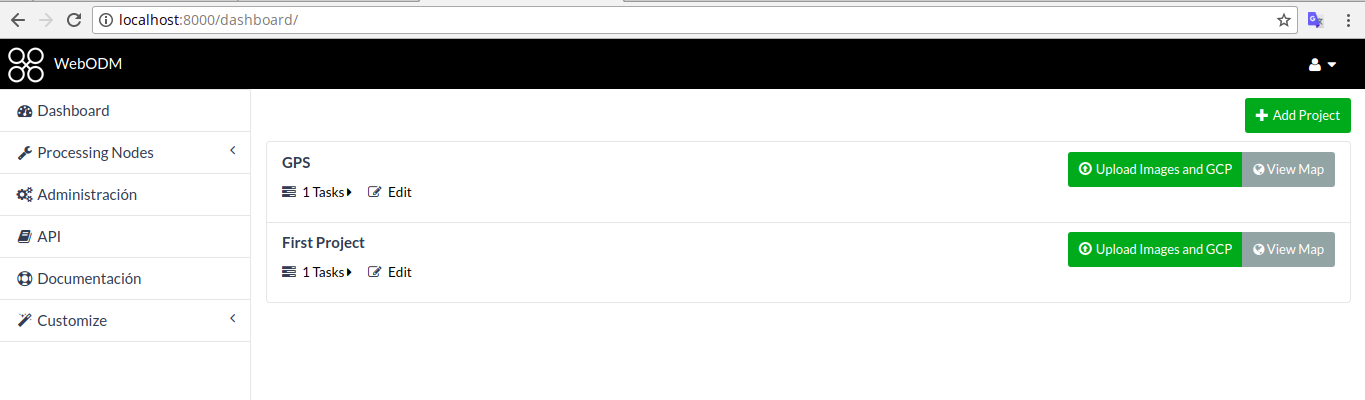 localhost:8000/dashboard/
WebODM
Dashboard
Processing Nodes
Administración
API
Documentación
Customize
Add Project
GPS
1 Tasks Edit
Upload Images and GCP View Map
First Project
1 Tasks Edit
Upload Images and GCP View Map